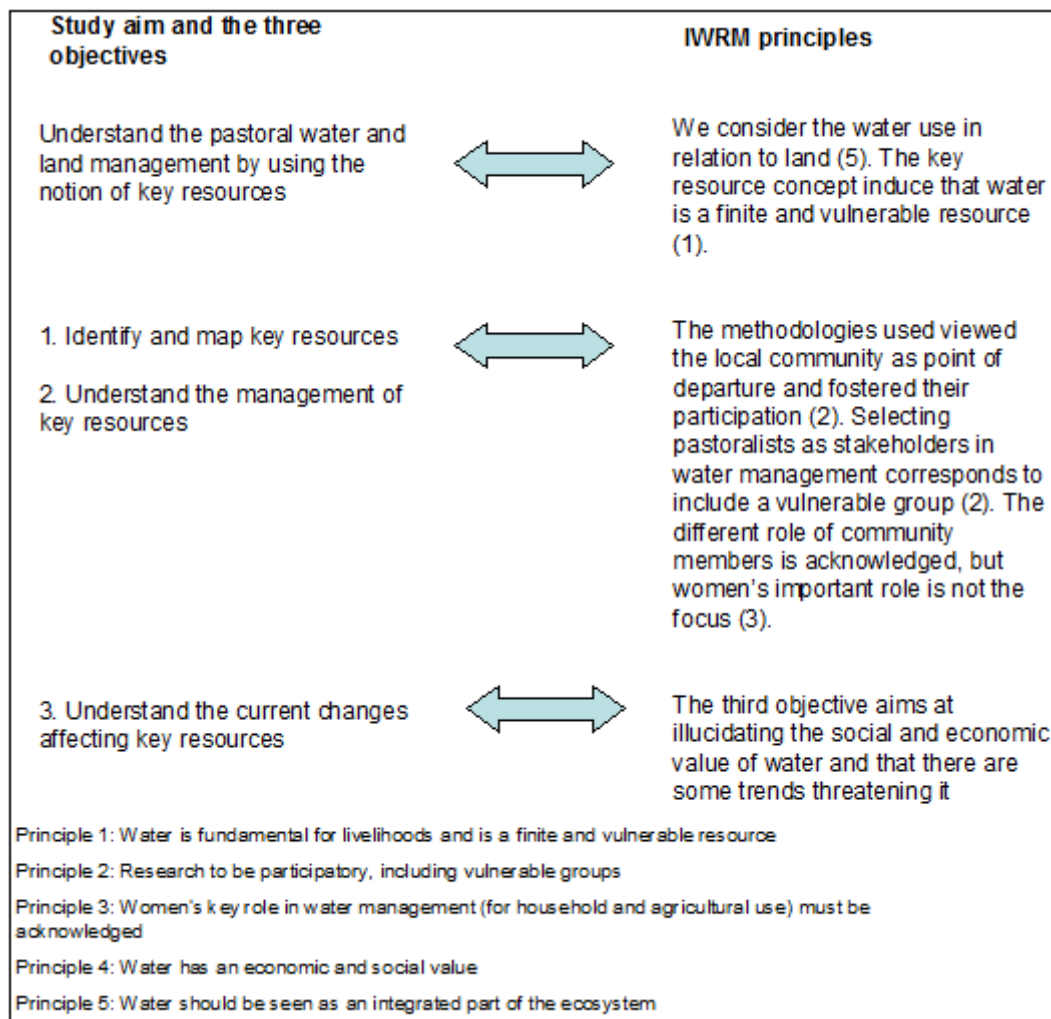 Study aim and the three
objectives
IWRM principles
Understand the pastoral water and
land management by using the
notion of key resources
We consider the water use in
relation to land (5). The key
resource concept induce that water
is a finite and vulnerable resource
(1).
1. Identify and map key resources
2. Understand the management of
key resources
The methodologies used viewed
the local community as point of
departure and fostered their
participation (2). Selecting
pastoralists as stakeholders in
water management corresponds to
include a vulnerable group (2). The
different role of community
members is acknowledged, but
women's important role is not the
focus (3).
3. Understand the current changes
affecting key resources
The third objective aims at
illucidating the social and economic
value of water and that there are
some trends threatening it
Principle 1: Water is fundamental for livelihoods and is a finite and vulnerable resource
Principle 2: Research to be participatory, including vulnerable groups
Principle 3: Women's key role in water management (for household and agricultural use) must be
acknowledged
Principle 4: Water has an economic and social value
Principle 5: Water should be seen as an integrated part of the ecosystem